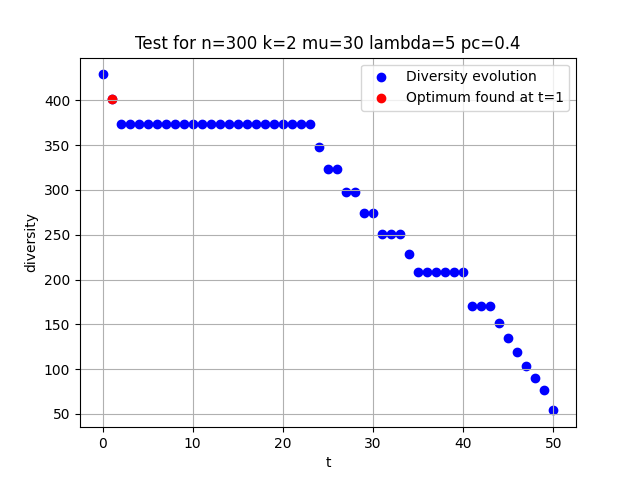 Test for n=300 k=2 mu=30 lambda=5 pc=0.4
Diversity evolution
Optimum found at t=1
diversity
400
350
300
250
200
150
100
50
0 10 20 30 40 50
t